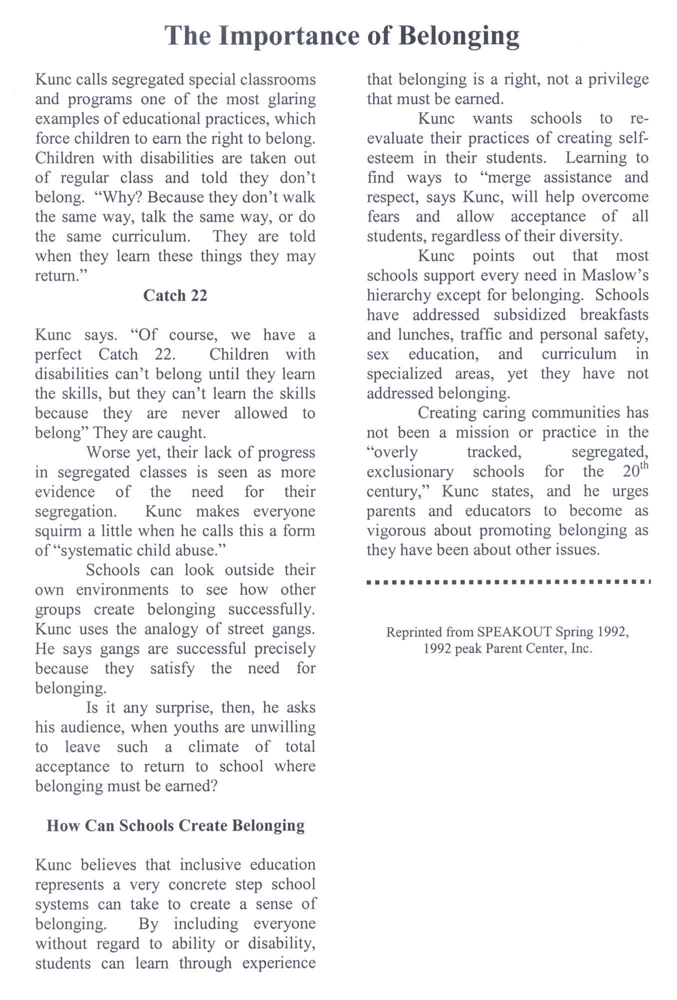 The Importance of Belonging
Kunc calls segregated special classrooms
and programs one of the most glaring
examples of educational practices, which
force children to earn the right to belong.
Children with disabilities are taken out
of regular class and told they don’t
belong. “Why? Because they don’t walk
the same way, talk the same way, or do
the same curriculum. They are told
when they learn these things they may
return.”
Catch 22
Kunc says. “Of course, we have a
perfect Catch 22. Children with
disabilities can’t belong until they learn
the skills, but they can’t learn the skills
because they are never allowed to
belong” They are caught.
Worse yet, their lack of progress
in segregated classes is seen as more
evidence of the need for their
segregation. Kunc makes everyone
squirm a little when he calls this a form
of “systematic child abuse.”
Schools can look outside their
own environments to see how other
groups create belonging successfully.
Kunc uses the analogy of street gangs.
He says gangs are successful precisely
because they satisfy the need for
belonging.
Is it any surprise, then, he asks
his audience, when youths are unwilling
to leave such a climate of total
acceptance to return to school where
belonging must be earned?
How Can Schools Create Belonging
Kunc believes that inclusive education
represents a very concrete step school
systems can take to create a sense of
belonging. By including everyone
without regard to ability or disability,
students can learn through experience
that belonging is a right, not a privilege
that must be earned.
Kunc wants schools to re-
evaluate their practices of creating self-
esteem in their students. Learning to
find ways to “merge assistance and
respect, says Kunc, will help overcome
fears and allow acceptance of all
students, regardless of their diversity.
Kunc points out that most
schools support every need in Maslow’s
hierarchy except for belonging. Schools
have addressed subsidized breakfasts
and lunches, traffic and personal safety,
sex education, and curriculum in
specialized areas, yet they have not
addressed belonging.
Creating caring communities has
not been a mission or practice in the
“overly tracked, segregated,
exclusionary schools for the 20th
century,” Kunc states, and he urges
parents and educators to become as
vigorous about promoting belonging as
they have been about other issues.
Reprinted from SPEAKOUT Spring 1992,
1992 peak Parent Center, Inc.